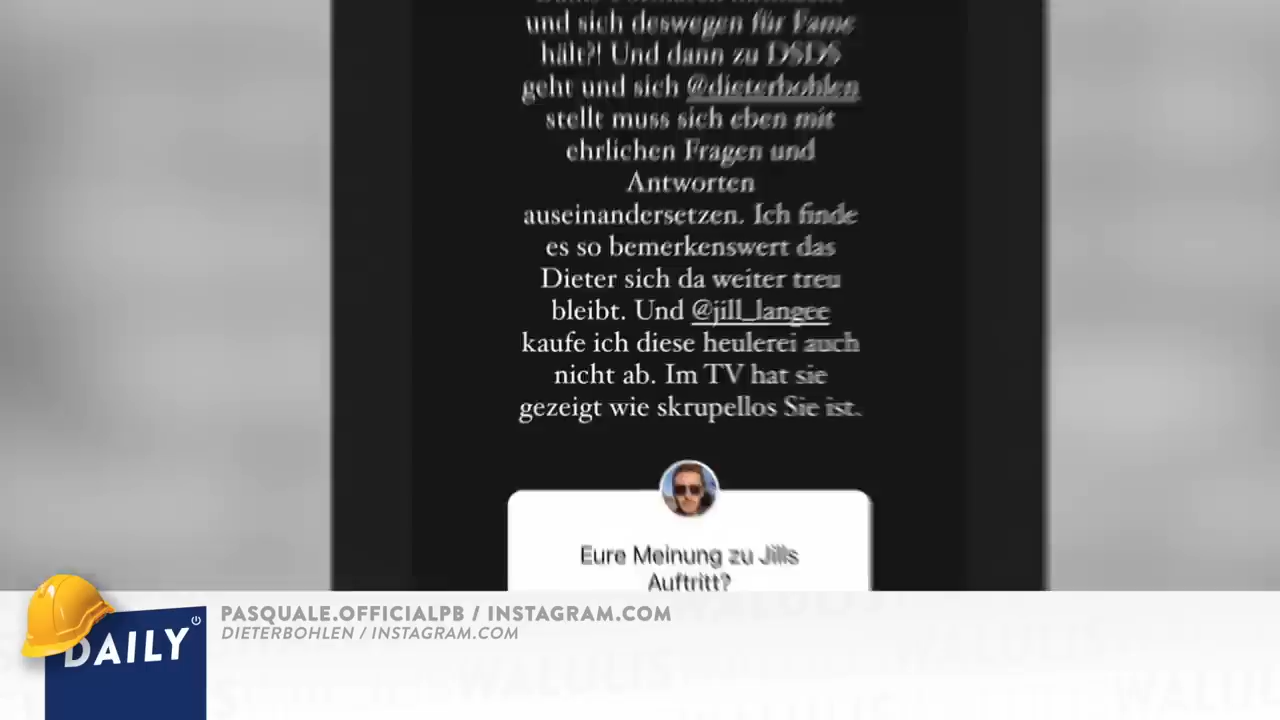 und sich deswegen für Fame
hält?! Und dann zu DSDS
geht und sich @dieterbohlen
stellt muss sich eben mit
ehrlichen Fragen und
Antworten
auseinandersetzen. Ich finde
es so bemerkenswert das
Dieter sich da weiter treu
bleibt. Und @jill_langee
kaufe ich diese heulerei auch
nicht ab. Im TV hat sie
gezeigt wie skrupellos Sie ist.
Eure Meinung zu Jills
Auftritt?
PASQUALE.OFFICIALPB / INSTAGRAM.COM
DIETERBOHLEN / INSTAGRAM.COM
DAILY
WALULIS